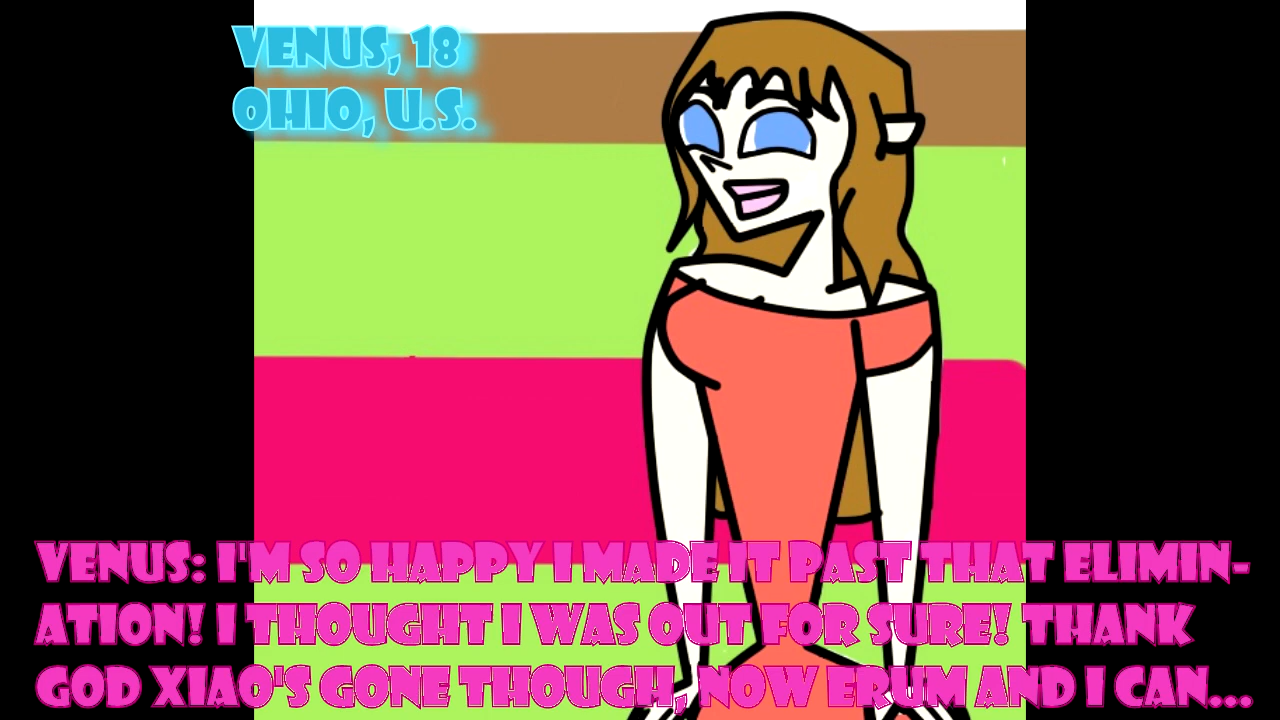 VENUS, 18
OHIO, U.S.
VENUS: I'M SO HAPPY I MADE IT PAST THAT ELIMIN-
ATION! I THOUGHT I WAS OUT FOR SURE! THANK
GOD XIAO'S GONE THOUGH, NOW ERUM AND I CAN...